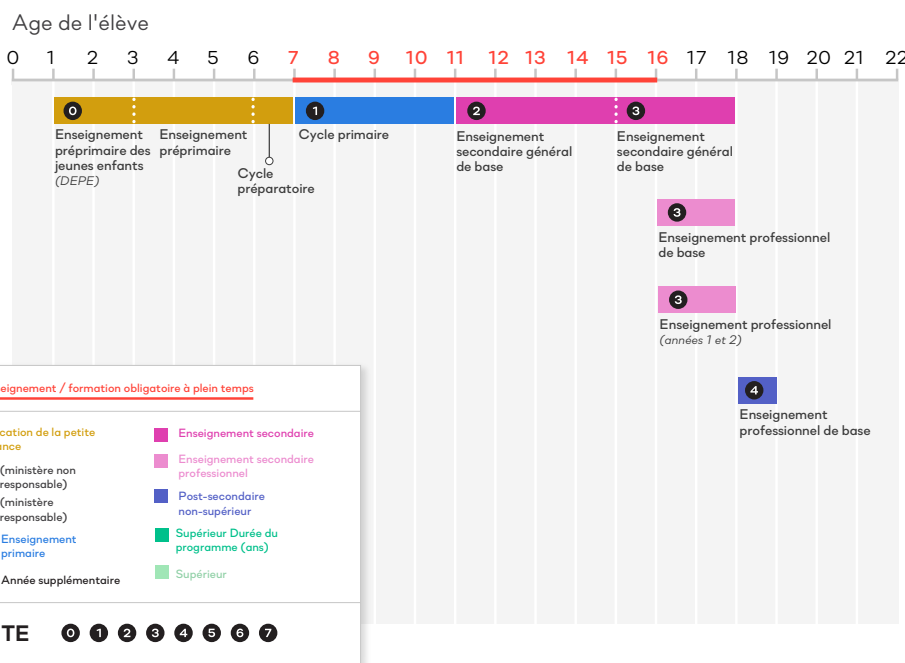 Age de l'élève
0 1 2 3 4 5 6 7 8 9 10 11 12 13 14 15 16 17 18 19 20 21 22
0
1
2
3
Enseignement
préprimaire des
jeunes enfants
(DEPE)
Enseignement
préprimaire
Cycle
préparatoire
Cycle primaire
Enseignement
secondaire général
de base
Enseignement
secondaire général
de base
3
Enseignement professionnel
de base
3
Enseignement professionnel
(années 1 et 2)
4
Enseignement
professionnel de base
eignement / formation obligatoire à plein temps
cation de la petite
ance
(ministère non
responsable)
(ministère
responsable)
Enseignement
primaire
Année supplémentaire
Enseignement secondaire
Enseignement secondaire
professionnel
Post-secondaire
non-supérieur
Supérieur Durée du
programme (ans)
Supérieur
TE 0 1 2 3 4 5 6 7